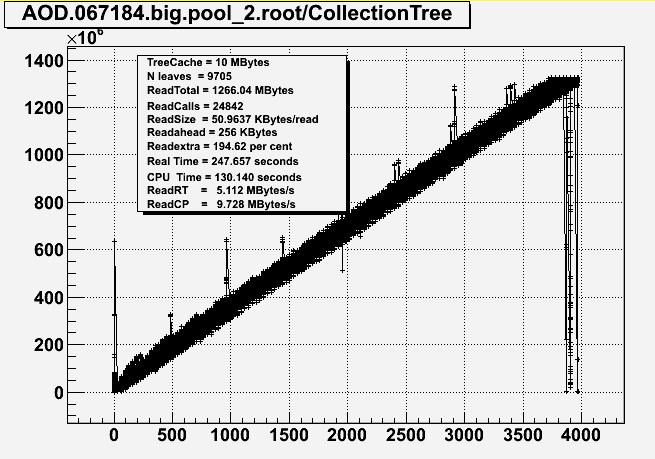 AOD.067184.big.pool_2.root/CollectionTree
×10⁶
TreeCache = 10 MBytes
N leaves = 9705
ReadTotal = 1266.04 MBytes
ReadCalls = 24842
ReadSize = 50.9637 KBytes/read
Readahead = 256 KBytes
Readextra = 194.62 per cent
Real Time = 247.657 seconds
CPU Time = 130.140 seconds
ReadRT = 5.112 MBytes/s
ReadCP = 9.728 MBytes/s
1400
1200
1000
800
600
400
200
0
0 500 1000 1500 2000 2500 3000 3500 4000